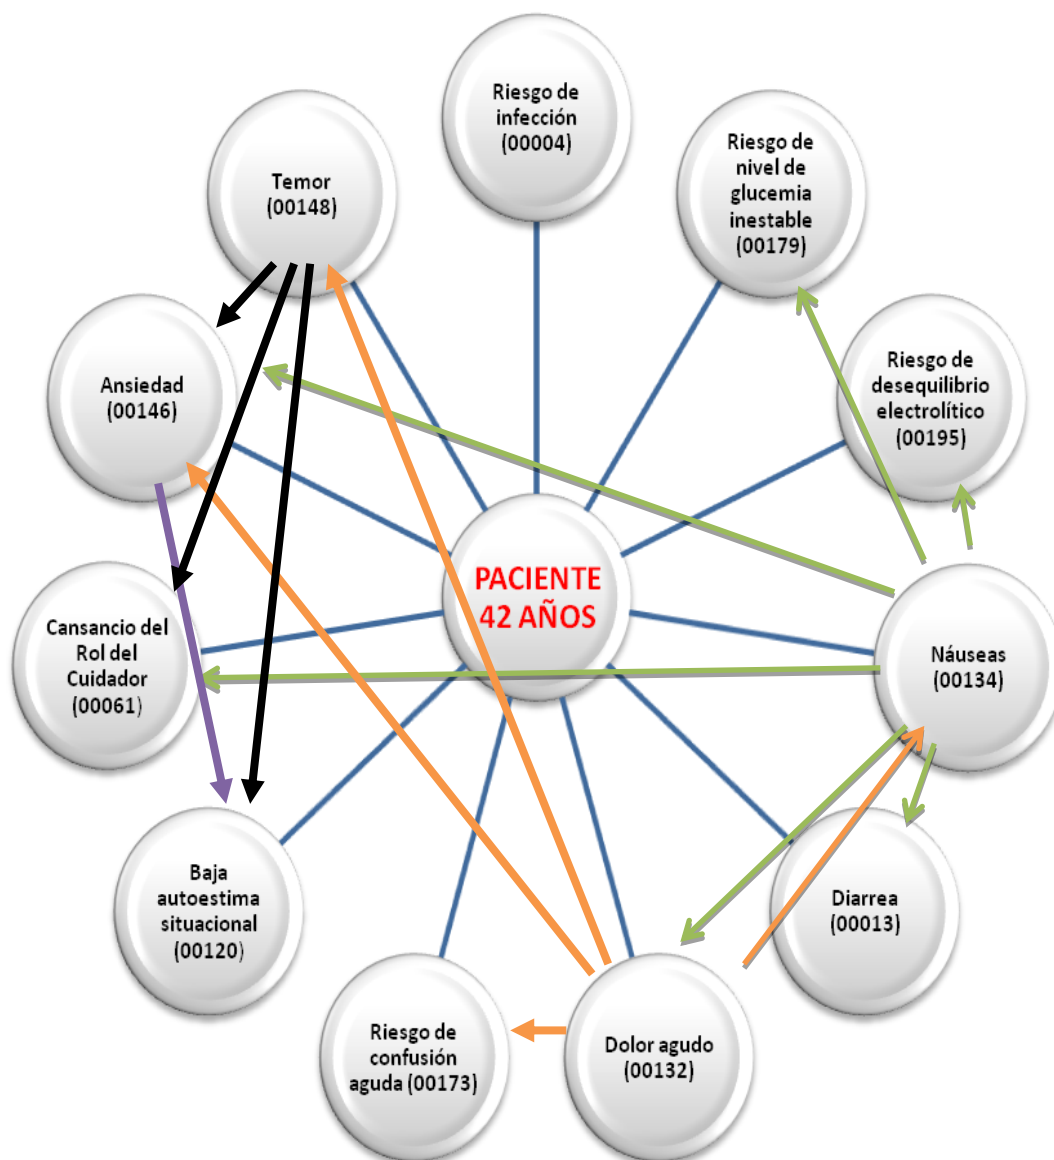 Riesgo de
infección
(00004)
Riesgo de
nivel de
glucemia
inestable
(00179)
Temor
(00148)
Riesgo de
desequilibrio
electrolítico
(00195)
Ansiedad
(00146)
PACIENTE
42 AÑOS
Cansancio del
Rol del
Cuidador
(00061)
Náuseas
(00134)
Baja
autoestima
situacional
(00120)
Diarrea
(00013)
Riesgo de
confusión
aguda (00173)
Dolor agudo
(00132)